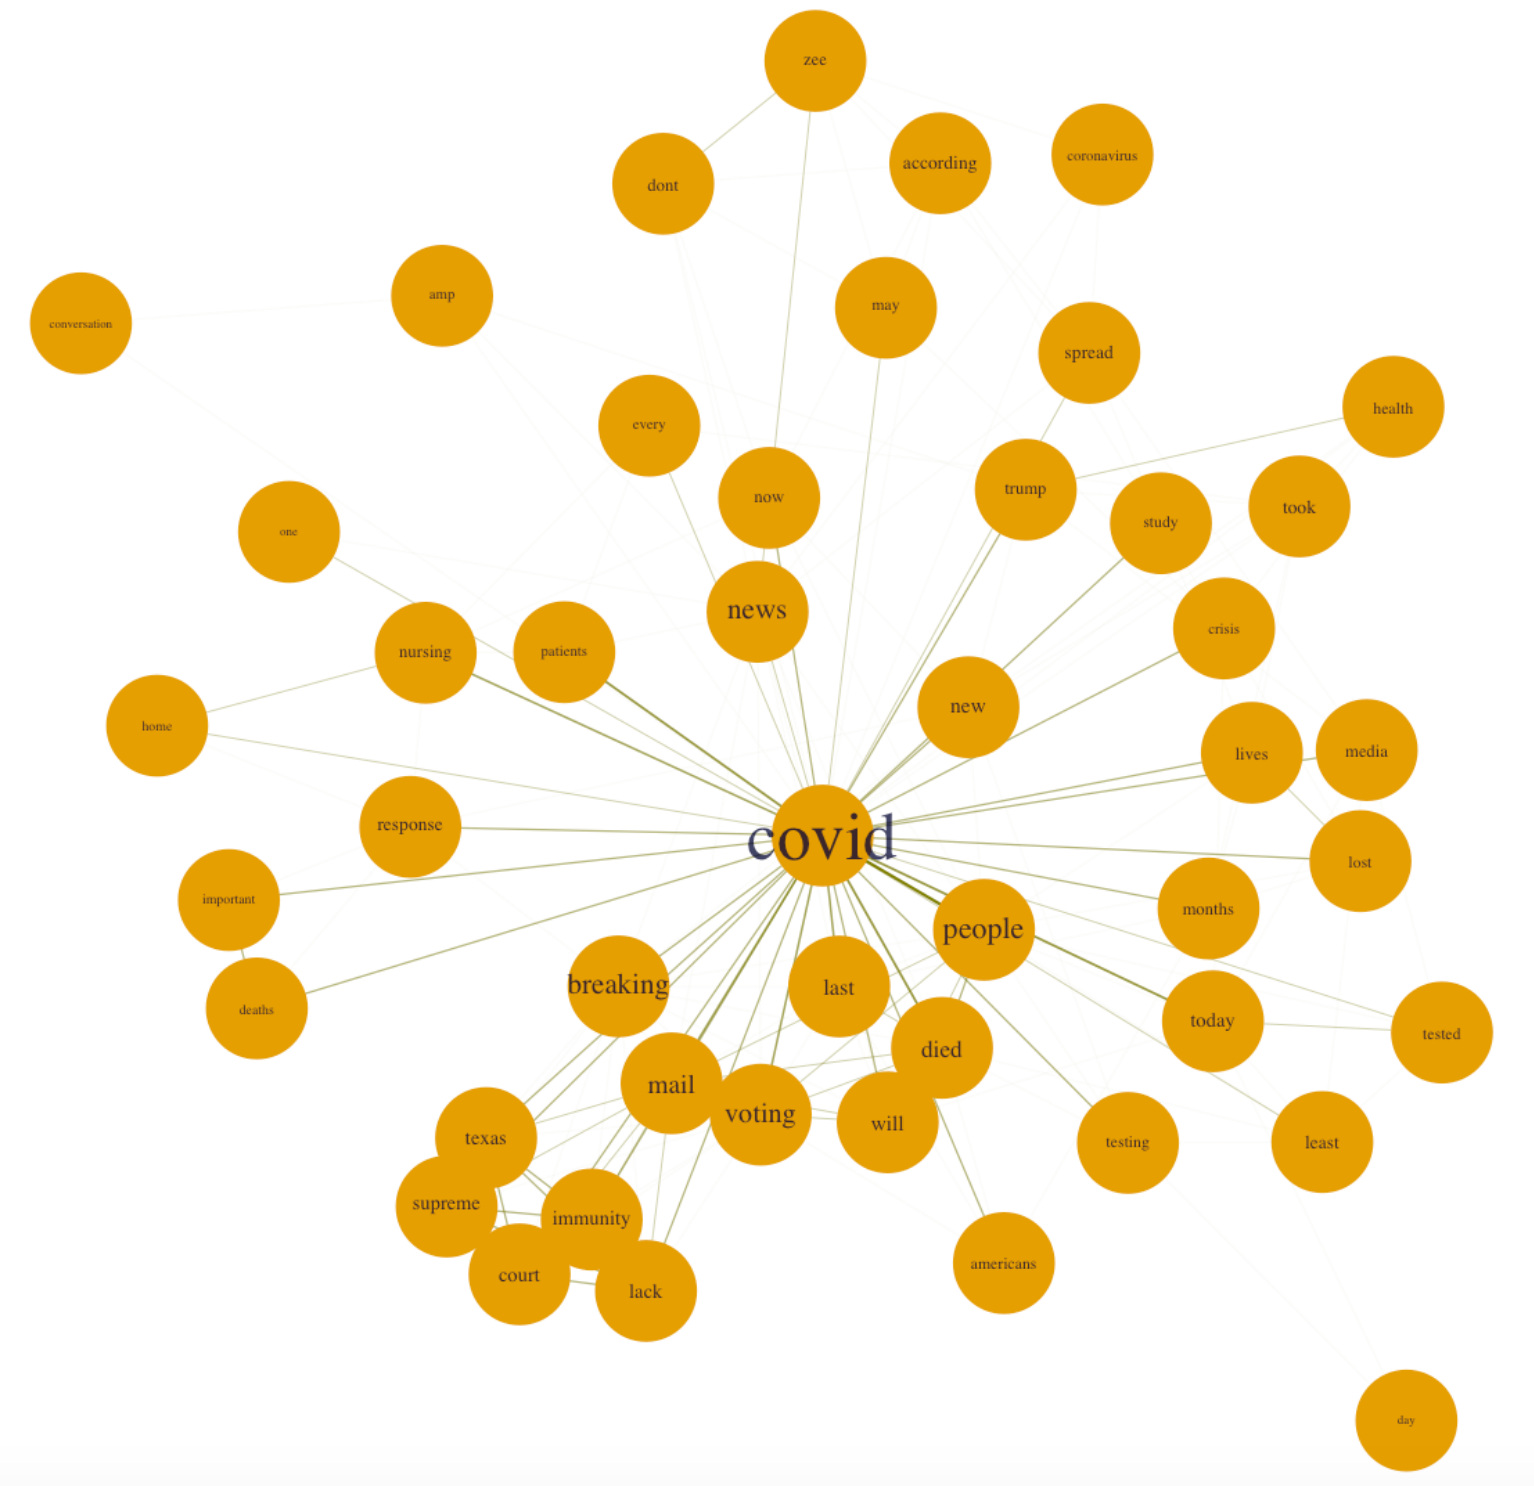 zee
coronavirus
according
dont
amp
may
conversation
spread
health
every
trump
now
took
study
one
news
crisis
nursing
patients
new
home
media
lives
response
covid
lost
important
months
people
breaking
last
deaths
today
tested
died
mail
voting
will
texas
testing
least
supreme
immunity
americans
court
lack
day